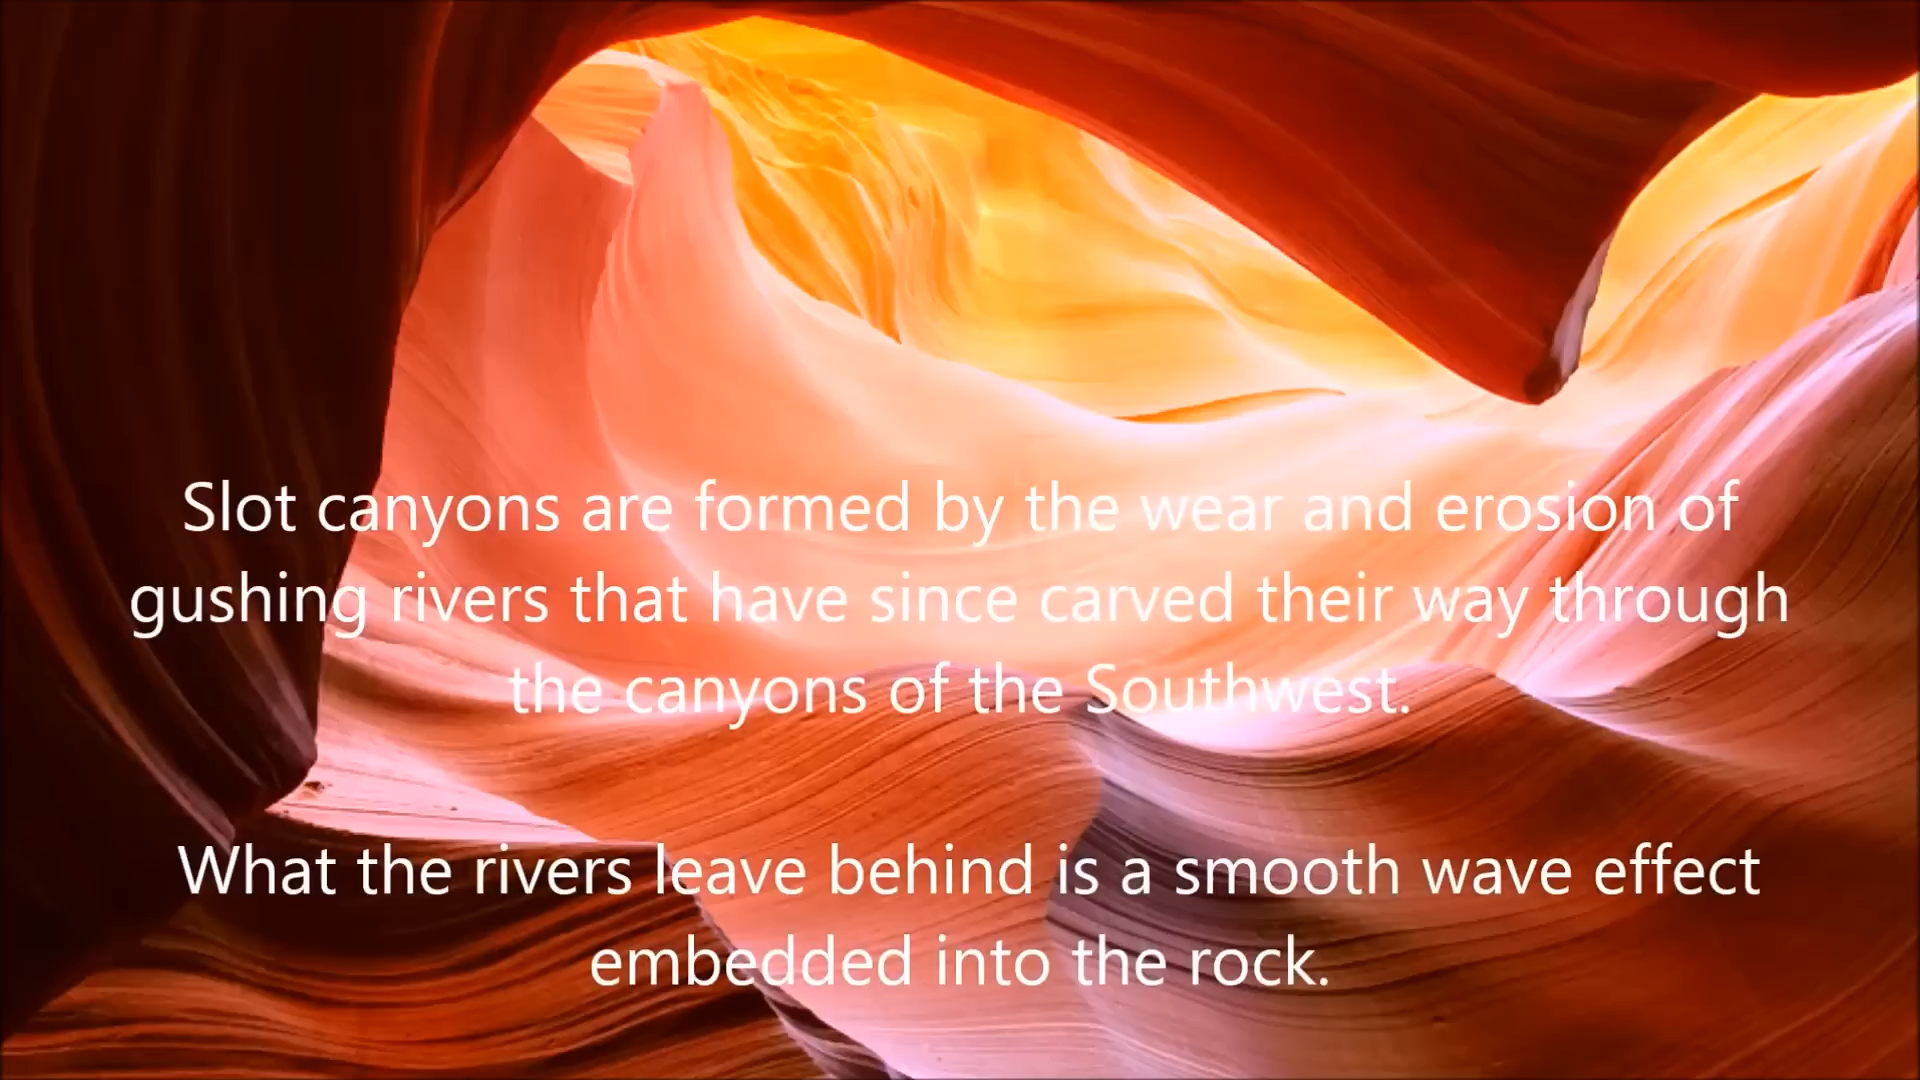 Slot canyons are formed by the wear and erosion of
gushing rivers that have since carved their way through
the canyons of the Southwest.
What the rivers leave behind is a smooth wave effect
embedded into the rock.